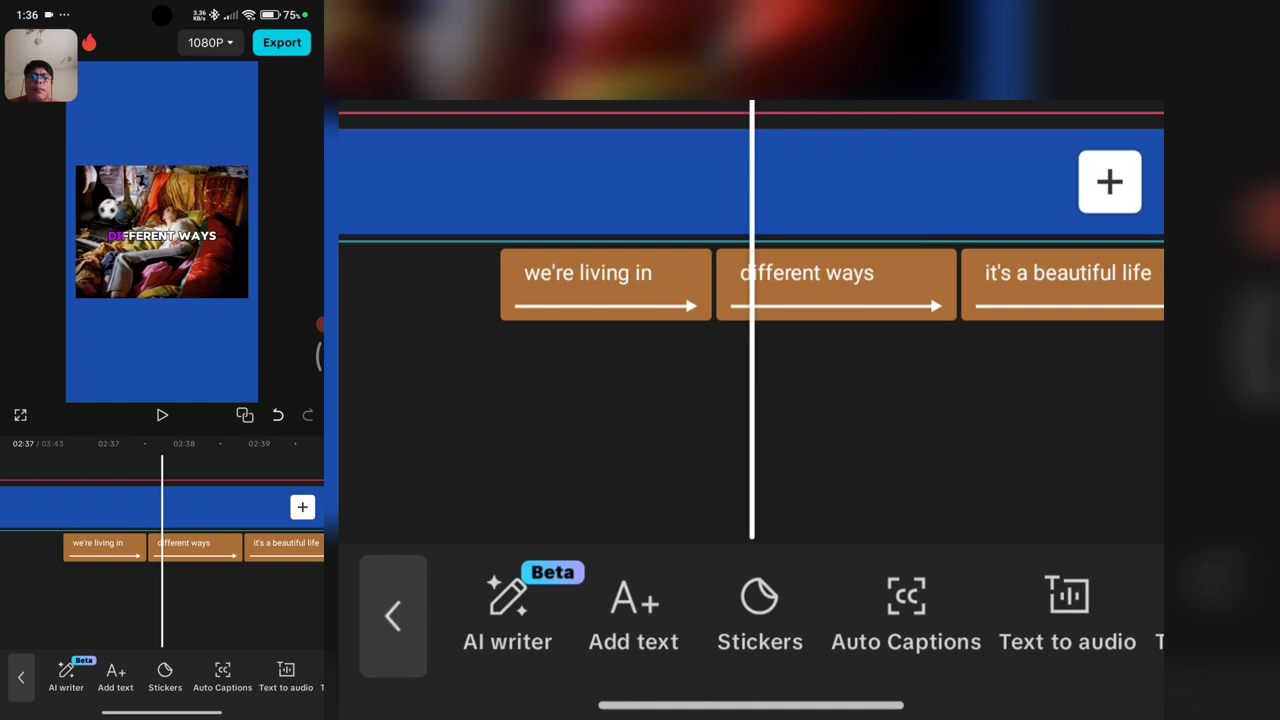 1:36
3.36
KB/s
75%
1080P
Export
DIFFERENT WAYS
02:37 / 03:43
02:37
02:38
02:39
we're living in
different ways
it's a beautiful life
Beta
AI writer
Add text
Stickers
Auto Captions
Text to audio
T
we're living in
different ways
it's a beautiful life
Beta
AI writer
Add text
Stickers
Auto Captions
Text to audio
T